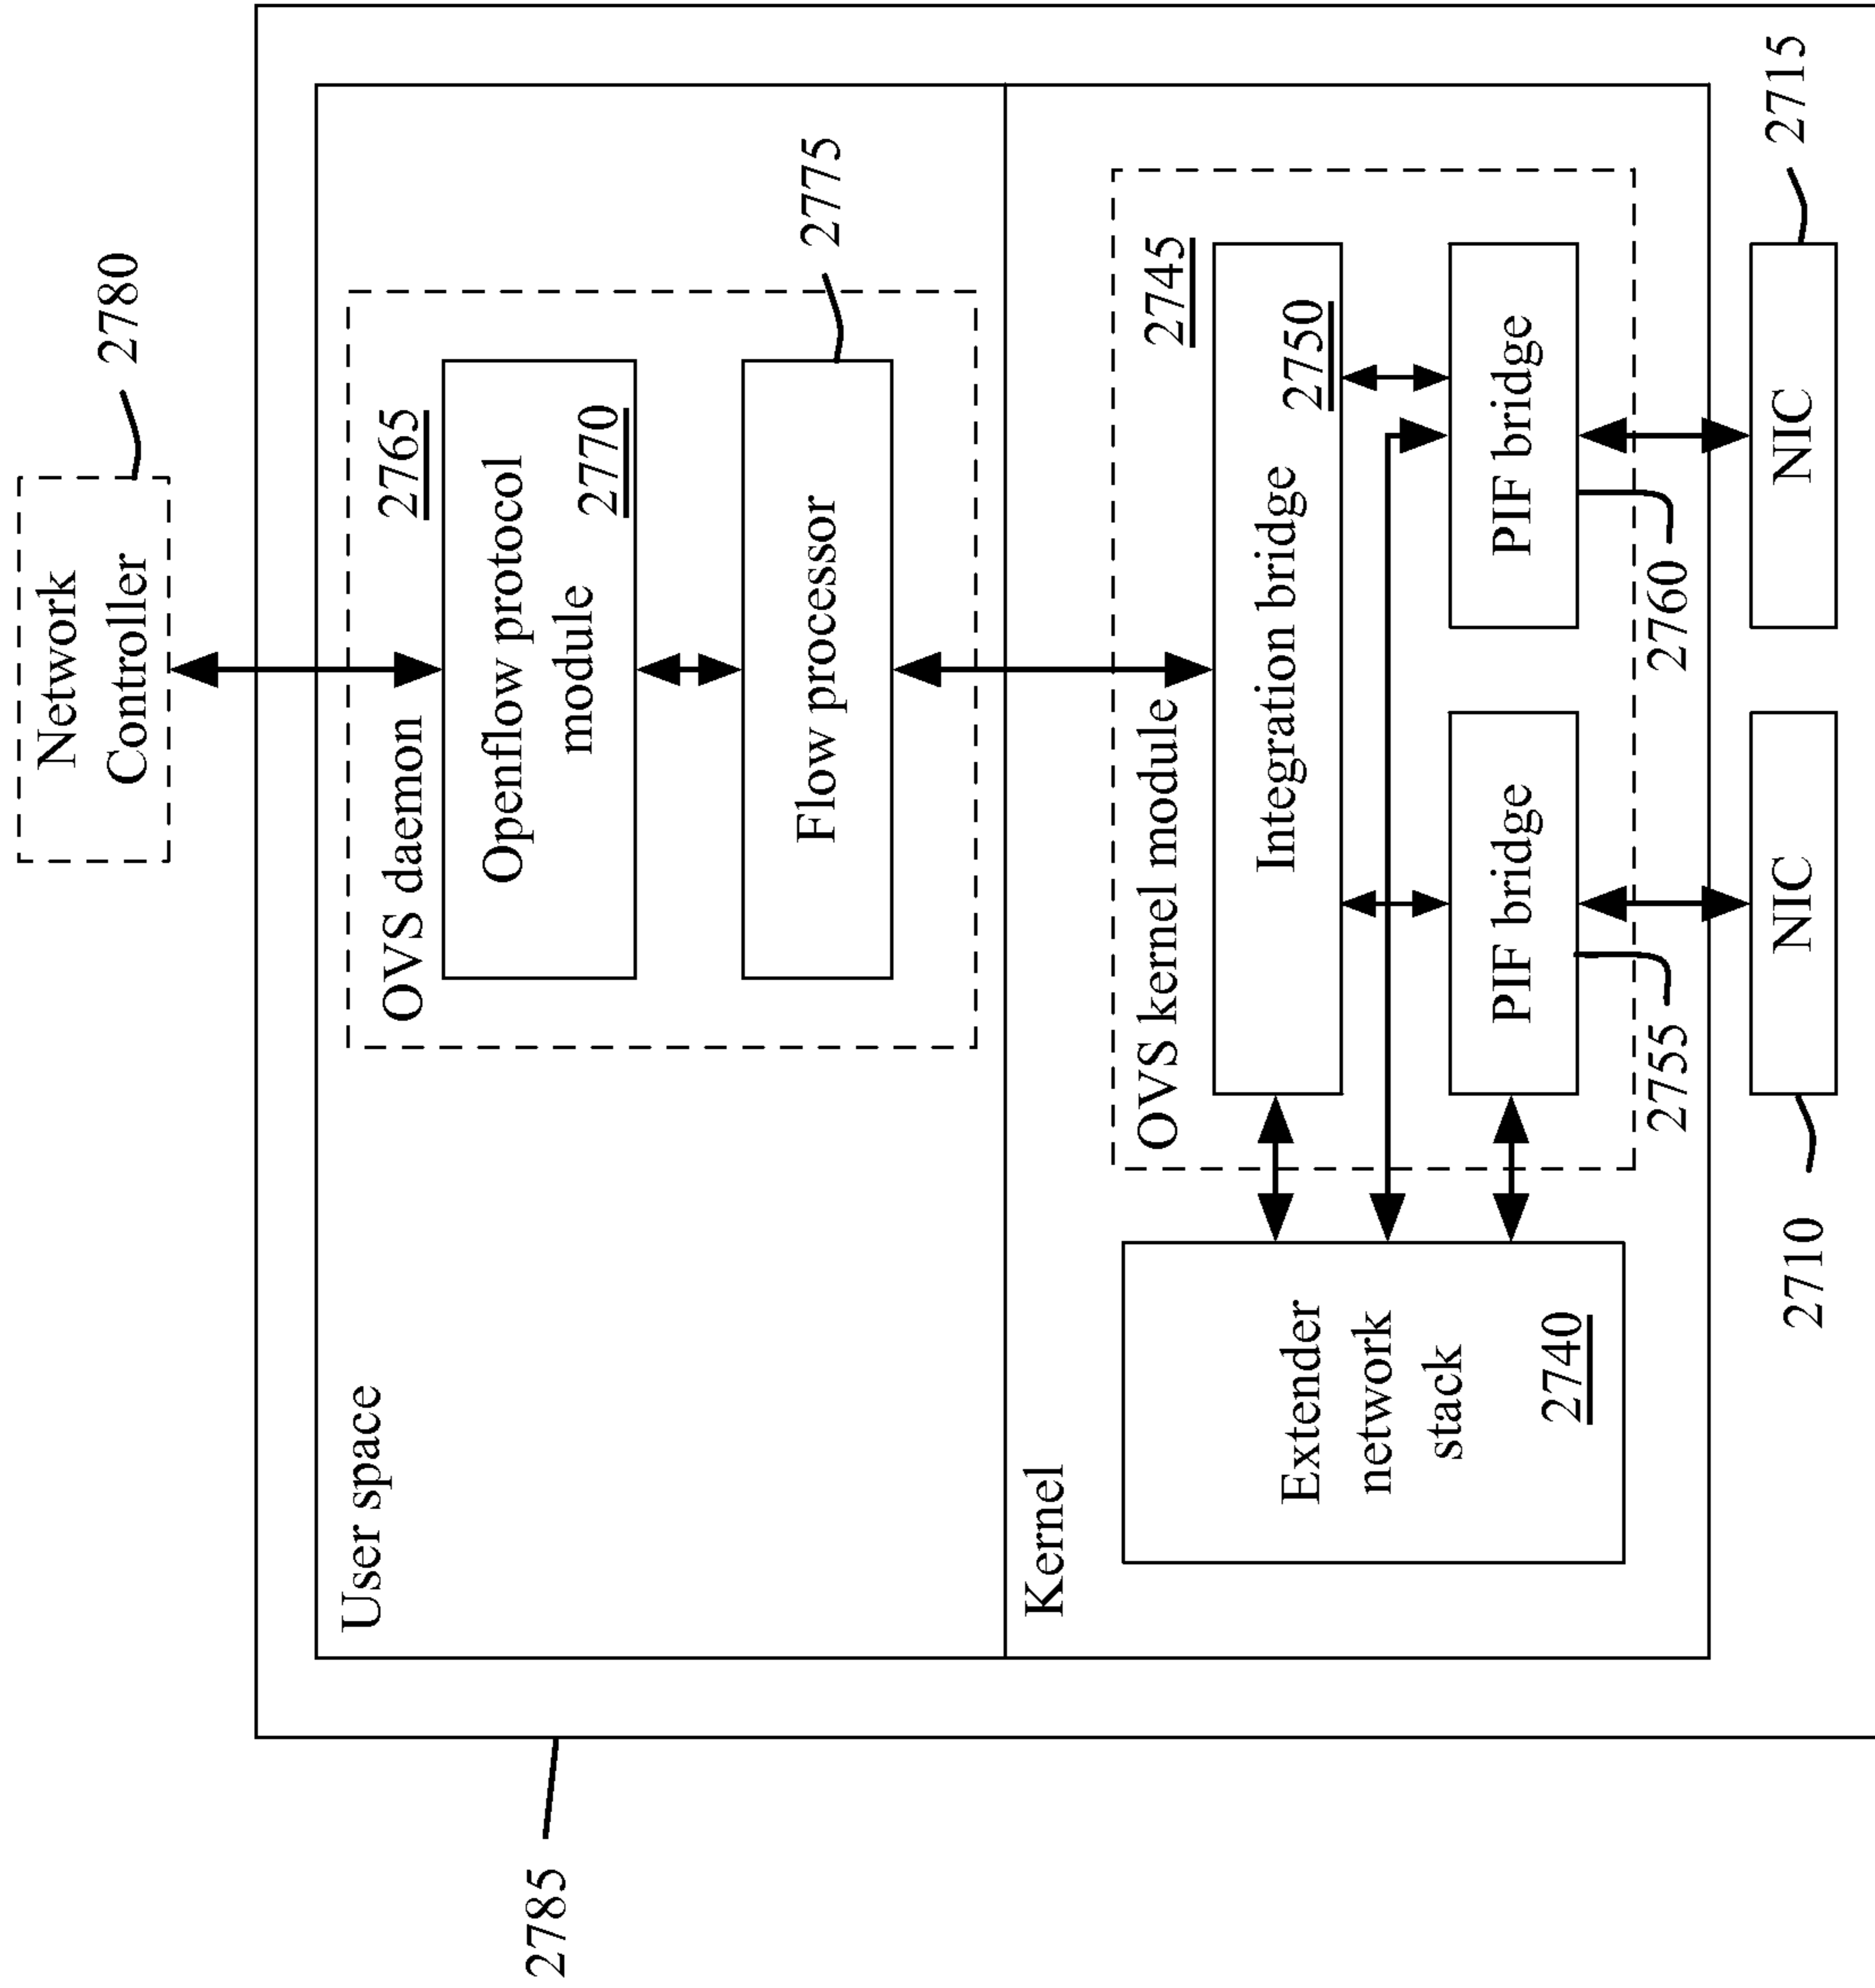 Network
Controller
2780
2785
User space
OVS daemon
2765
Openflow protocol
module
2770
Flow processor
2775
Kernel
OVS kernel module
2745
Extender
network
stack
2740
Integration bridge
2750
PIF bridge
PIF bridge
2755
2760
NIC
NIC
2710
2715